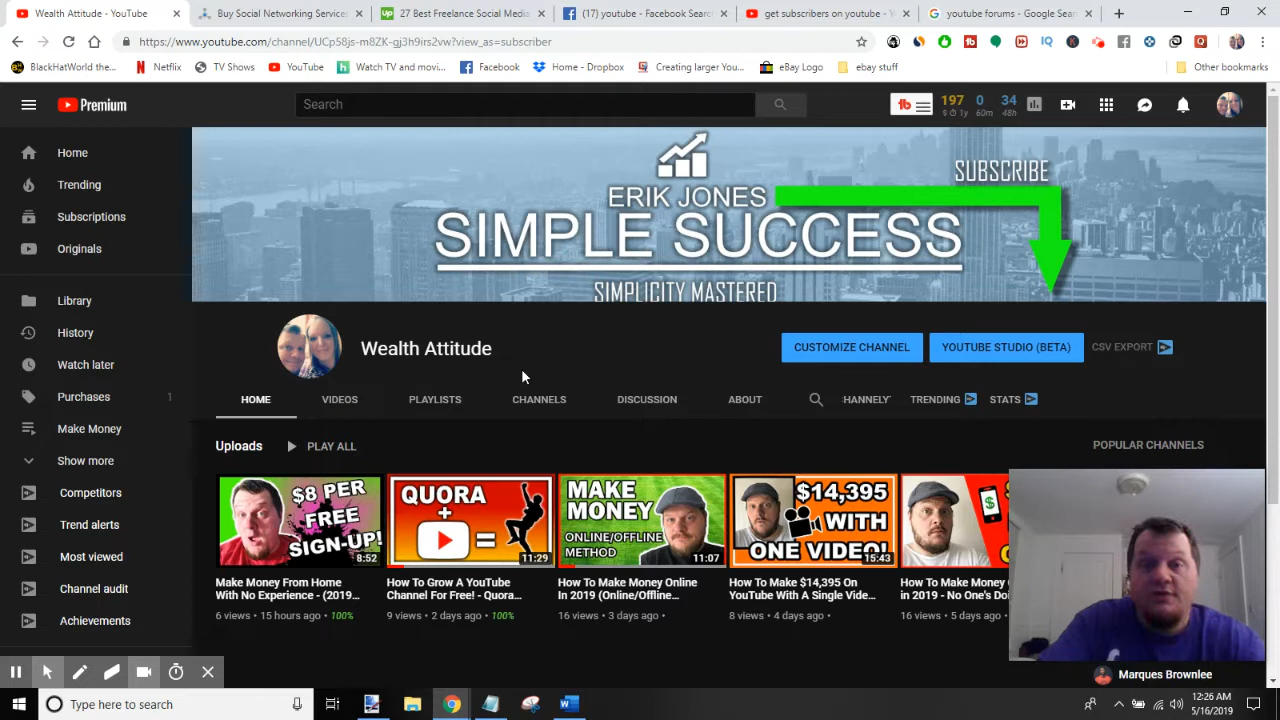 Wealth Attitude - YouTube
Buy Social Networking Services
27 Best Freelance Social Media
(17) youtube - Facebook Search
get subscribers on youtube - Y
youtube forums - Google Search
https://www.youtube.com/channel/UCp58js-m8ZK-gj3h9irs2vw?view_as=subscriber
BlackHatWorld the...
Netflix
TV Shows
YouTube
Watch TV and movi...
Facebook
Home - Dropbox
Creating larger You...
eBay Logo
ebay stuff
Other bookmarks
Premium
Search
197 0 34
1y 60m 48h
Home
Trending
Subscriptions
Originals
Library
History
Watch later
Purchases 1
Make Money
Show more
Competitors
Trend alerts
Most viewed
Channel audit
Achievements
SUBSCRIBE
ERIK JONES
SIMPLE SUCCESS
SIMPLICITY MASTERED
Wealth Attitude
CUSTOMIZE CHANNEL
YOUTUBE STUDIO (BETA)
CSV EXPORT
HOME
VIDEOS
PLAYLISTS
CHANNELS
DISCUSSION
ABOUT
HANNELY
TRENDING
STATS
Uploads
PLAY ALL
POPULAR CHANNELS
$8 PER
FREE
SIGN-UP!
8:52
QUORA
+
=
11:29
MAKE
MONEY
ONLINE/OFFLINE
METHOD
11:07
$14,395
WITH
ONE VIDEO!
15:43
Make Money From Home
With No Experience - (2019...
6 views • 15 hours ago • 100%
How To Grow A YouTube
Channel For Free! - Quora...
9 views • 2 days ago • 100%
How To Make Money Online
In 2019 (Online/Offline...
16 views • 3 days ago •
How To Make $14,395 On
YouTube With A Single Vide...
8 views • 4 days ago •
How To Make Money
in 2019 - No One's Doi
16 views • 5 days ago
Marques Brownlee
Type here to search
12:26 AM
5/16/2019